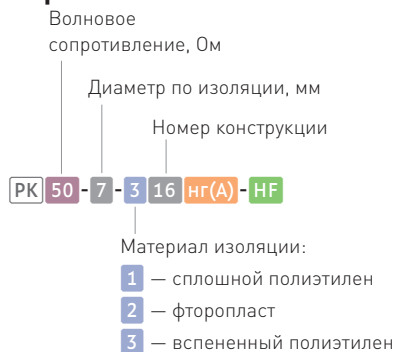 Волновое
сопротивление, Ом
Диаметр по изоляции, мм
Номер конструкции
РК 50 - 7 - 3 16 нг(А) - HF
Материал изоляции:
1 — сплошной полиэтилен
2 — фторопласт
3 — вспененный полиэтилен